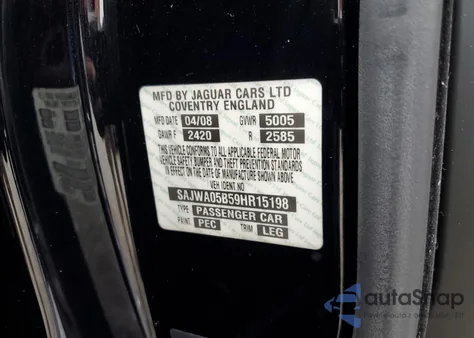 MFD BY JAGUAR CARS LTD
COVENTRY ENGLAND
MFD DATE 04/08 GVWR 5005
GAWR F 2420 R 2585
THIS VEHICLE CONFORMS TO ALL APPLICABLE FEDERAL MOTOR
VEHICLE SAFETY BUMPER AND THEFT PREVENTION STANDARDS
IN EFFECT ON THE DATE OF MANUFACTURE SHOWN ABOVE
VEH IDENT NO
SAJWA05B59HR15198
TYPE PASSENGER CAR
PAINT PEC TRIM LEG
autaSnap